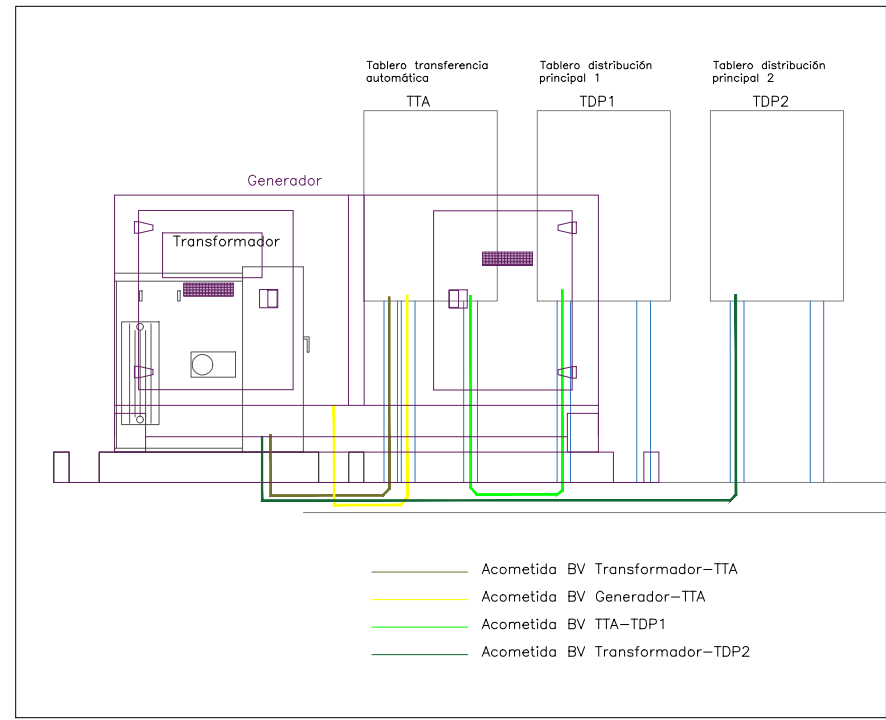 Tablero transferencia
automática
Tablero distribución
principal 1
Tablero distribución
principal 2
TTA
TDP1
TDP2
Generador
Transformador
Acometida BV Transformador-TTA
Acometida BV Generador-TTA
Acometida BV TTA-TDP1
Acometida BV Transformador-TDP2